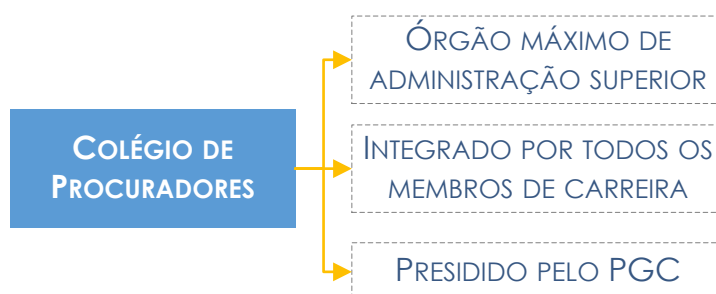 Colégio de
Procuradores
Órgão máximo de
administração superior
Integrado por todos os
membros de carreira
Presidido pelo PGC